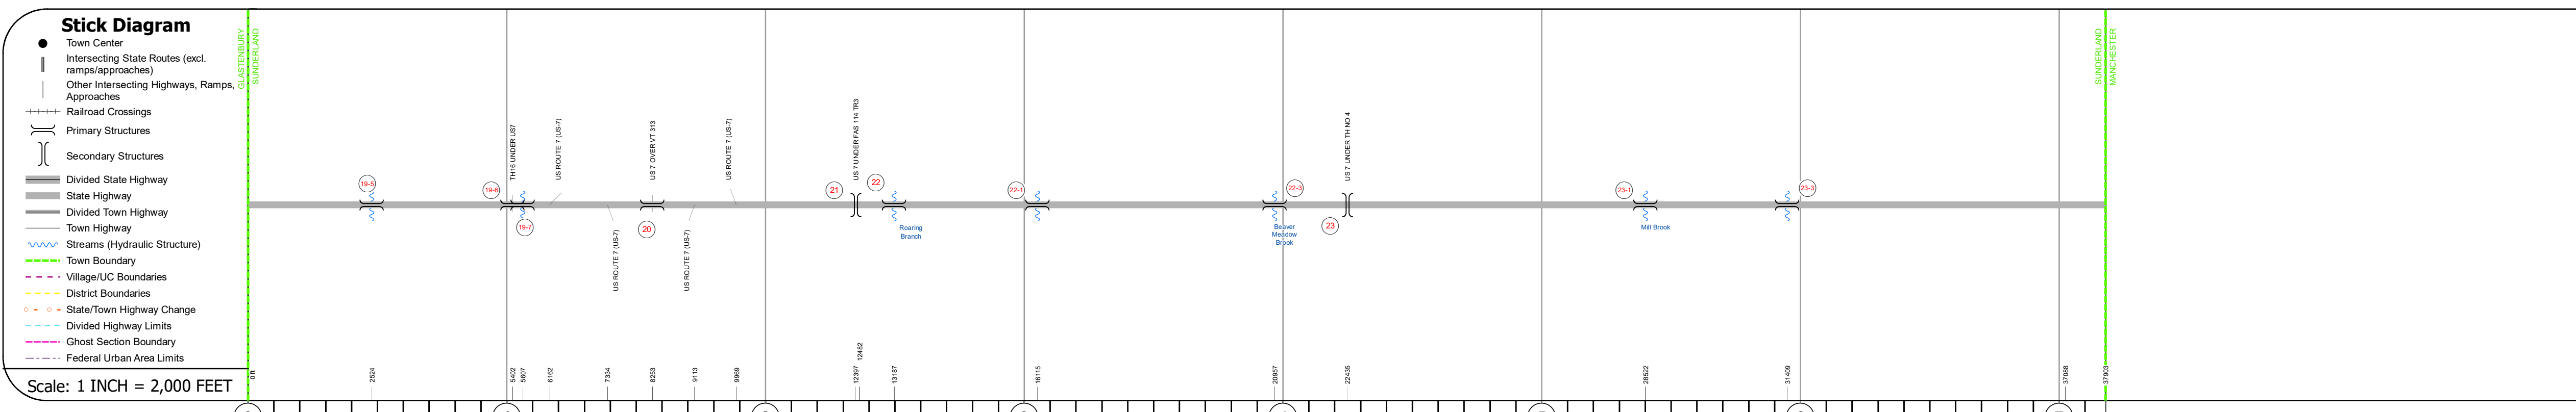 Stick Diagram
Town Center
Intersecting State Routes (excl.
ramps/approaches)
Other Intersecting Highways, Ramps,
Approaches
Railroad Crossings
Primary Structures
Secondary Structures
Divided State Highway
State Highway
Divided Town Highway
Town Highway
Streams (Hydraulic Structure)
Town Boundary
Village/UC Boundaries
District Boundaries
State/Town Highway Change
Divided Highway Limits
Ghost Section Boundary
Federal Urban Area Limits
Scale: 1 INCH = 2,000 FEET
GLASTENBURY
SUNDERLAND
19-5
19-6
TH16 UNDER US7
19-7
US ROUTE 7 (US-7)
US ROUTE 7 (US-7)
US 7 OVER VT 313
20
US ROUTE 7 (US-7)
US ROUTE 7 (US-7)
21
US 7 UNDER FAS 114 TR3
22
Roaring
Branch
22-1
22-3
Beaver
Meadow
Brook
23
US 7 UNDER TH NO 4
23-1
Mill Brook
23-3
SUNDERLAND
MANCHESTER
0 ft
2524
5402
5607
6162
7334
8253
9113
9969
12397
12482
13187
16115
20957
22435
28522
31409
37088
37903